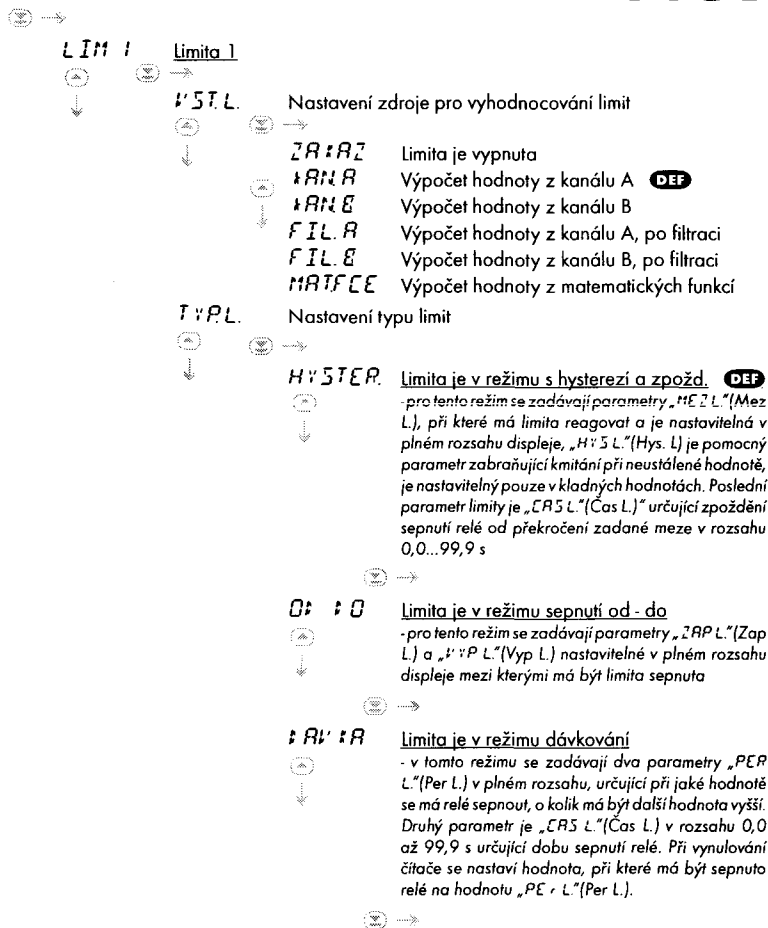 LIM 1 Limita 1
VST.L. Nastavení zdroje pro vyhodnocování limit
ZAKAZ Limita je vypnuta
KAN.A Výpočet hodnoty z kanálu A DEF
KAN.B Výpočet hodnoty z kanálu B
FIL.A Výpočet hodnoty z kanálu A, po filtraci
FIL.B Výpočet hodnoty z kanálu B, po filtraci
MATFCE Výpočet hodnoty z matematických funkcí
TYP.L. Nastavení typu limit
HYSTER. Limita je v režimu s hysterezí a zpožd. DEF
-pro tento režim se zadávají parametry „MEZ L."(Mez
L.), při které má limita reagovat a je nastavitelná v
plném rozsahu displeje, „HYS L."(Hys. L) je pomocný
parametr zabraňující kmitání při neustálené hodnotě,
je nastavitelný pouze v kladných hodnotách. Poslední
parametr limity je „CAS L."(Čas L.)" určující zpoždění
sepnutí relé od překročení zadané meze v rozsahu
0,0...99,9 s
OD DO Limita je v režimu sepnutí od - do
-pro tento režim se zadávají parametry „ZAP L."(Zap
L.) a „VYP L."(Vyp L.) nastavitelné v plném rozsahu
displeje mezi kterými má být limita sepnuta
DAVKA Limita je v režimu dávkování
- v tomto režimu se zadávají dva parametry „PER
L."(Per L.) v plném rozsahu, určující při jaké hodnotě
se má relé sepnout, o kolik má být další hodnota vyšší.
Druhý parametr je „CAS L."(Čas L.) v rozsahu 0,0
až 99,9 s určující dobu sepnutí relé. Při vynulování
čítače se nastaví hodnota, při které má být sepnuto
relé na hodnotu „PEr L."(Per L.).